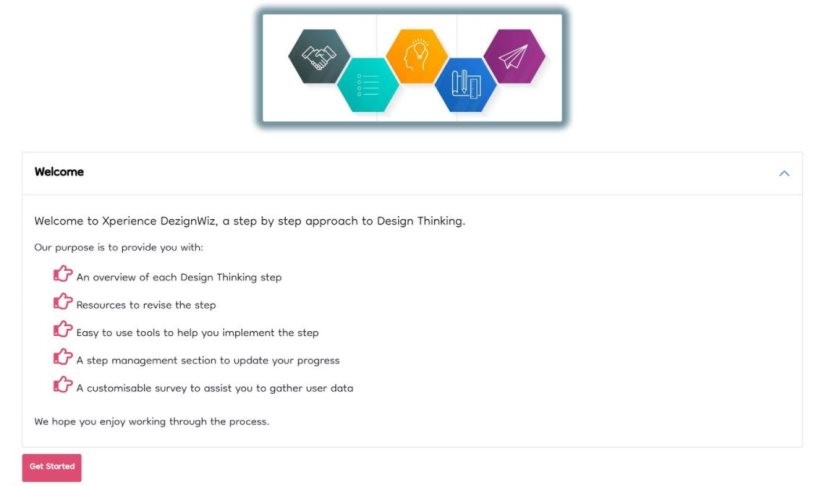 Welcome
Welcome to Xperience DezignWiz, a step by step approach to Design Thinking.
Our purpose is to provide you with:
An overview of each Design Thinking step
Resources to revise the step
Easy to use tools to help you implement the step
A step management section to update your progress
A customisable survey to assist you to gather user data
We hope you enjoy working through the process.
Get Started